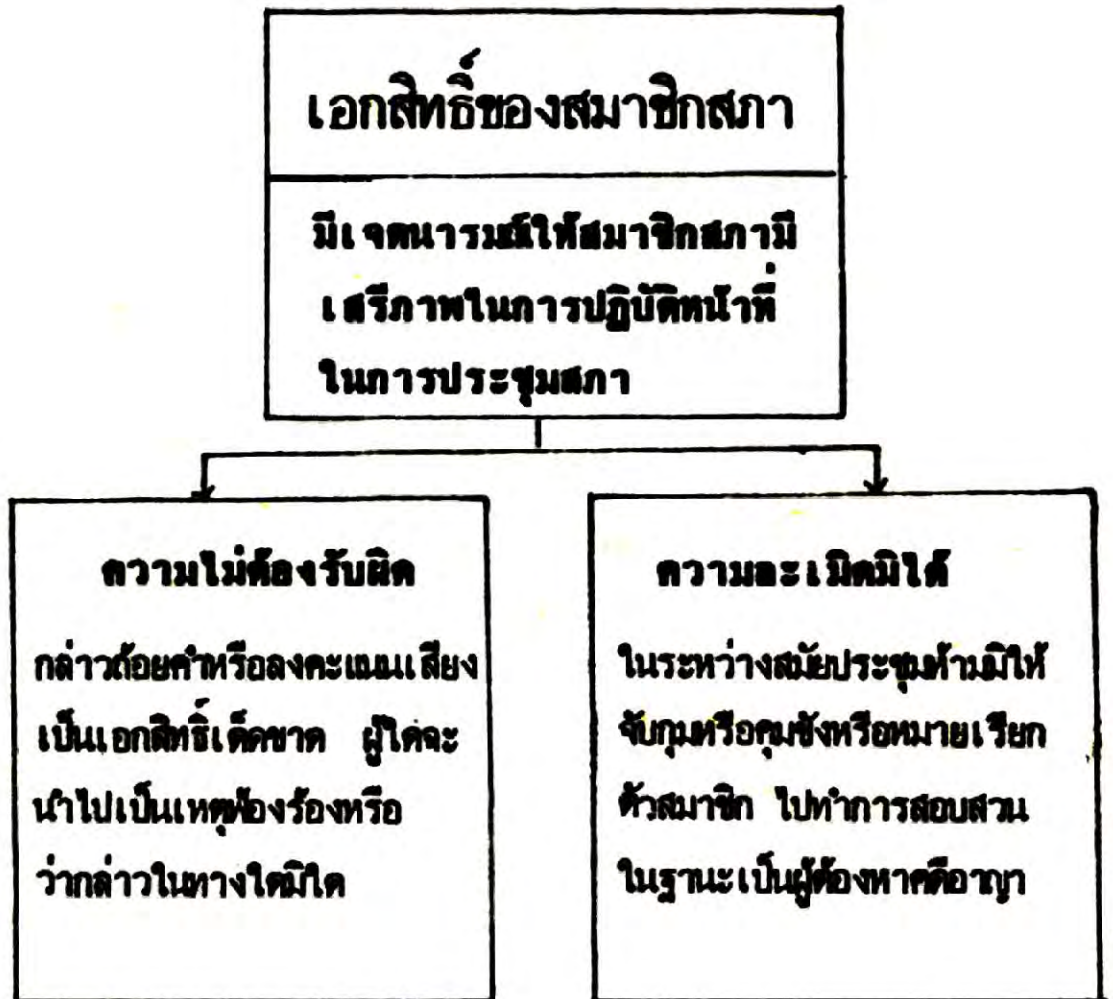 เอกสิทธิ์ของสมาชิกสภา
มีเจตนารมณ์ให้สมาชิกสภามี
เสรีภาพในการปฏิบัติหน้าที่
ในการประชุมสภา
ความไม่ต้องรับผิด
กล่าวถ้อยคำหรือลงคะแนนเสียง
เป็นเอกสิทธิ์เด็ดขาด ผู้ใดจะ
นำไปเป็นเหตุฟ้องร้องหรือ
ว่ากล่าวในทางใดมิใด
ความละเมิดมิได้
ในระหว่างสมัยประชุมห้ามมิให้
จับกุมหรือคุมขังหรือหมายเรียก
ตัวสมาชิก ไปทำการสอบสวน
ในฐานะเป็นผู้ต้องหาคดีอาญา